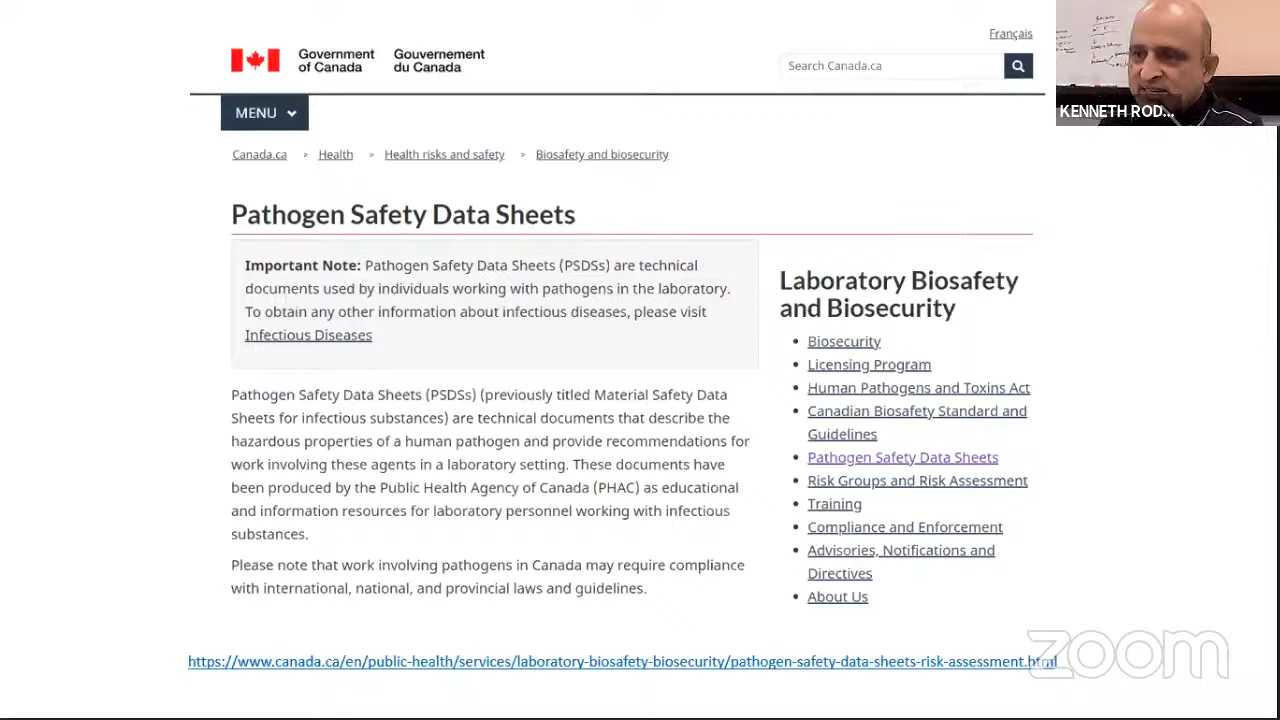 Français
Government of Canada
Gouvernement du Canada
Search Canada.ca
MENU
Canada.ca > Health > Health risks and safety > Biosafety and biosecurity
Pathogen Safety Data Sheets
Important Note: Pathogen Safety Data Sheets (PSDSs) are technical
documents used by individuals working with pathogens in the laboratory.
To obtain any other information about infectious diseases, please visit
Infectious Diseases
Pathogen Safety Data Sheets (PSDSs) (previously titled Material Safety Data
Sheets for infectious substances) are technical documents that describe the
hazardous properties of a human pathogen and provide recommendations for
work involving these agents in a laboratory setting. These documents have
been produced by the Public Health Agency of Canada (PHAC) as educational
and information resources for laboratory personnel working with infectious
substances.
Please note that work involving pathogens in Canada may require compliance
with international, national, and provincial laws and guidelines.
Laboratory Biosafety
and Biosecurity
• Biosecurity
• Licensing Program
• Human Pathogens and Toxins Act
• Canadian Biosafety Standard and
Guidelines
• Pathogen Safety Data Sheets
• Risk Groups and Risk Assessment
• Training
• Compliance and Enforcement
• Advisories, Notifications and
Directives
• About Us
https://www.canada.ca/en/public-health/services/laboratory-biosafety-biosecurity/pathogen-safety-data-sheets-risk-assessment.html
KENNETH ROD...
zoom